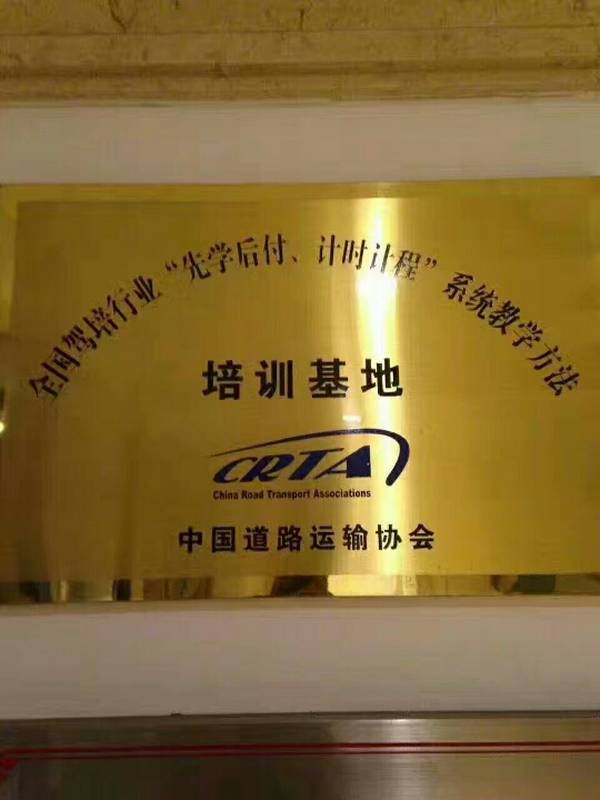 全国驾培行业“先学后付、计时计程”系统教学方法
培训基地
CRTA
China Road Transport Associations
中国道路运输协会